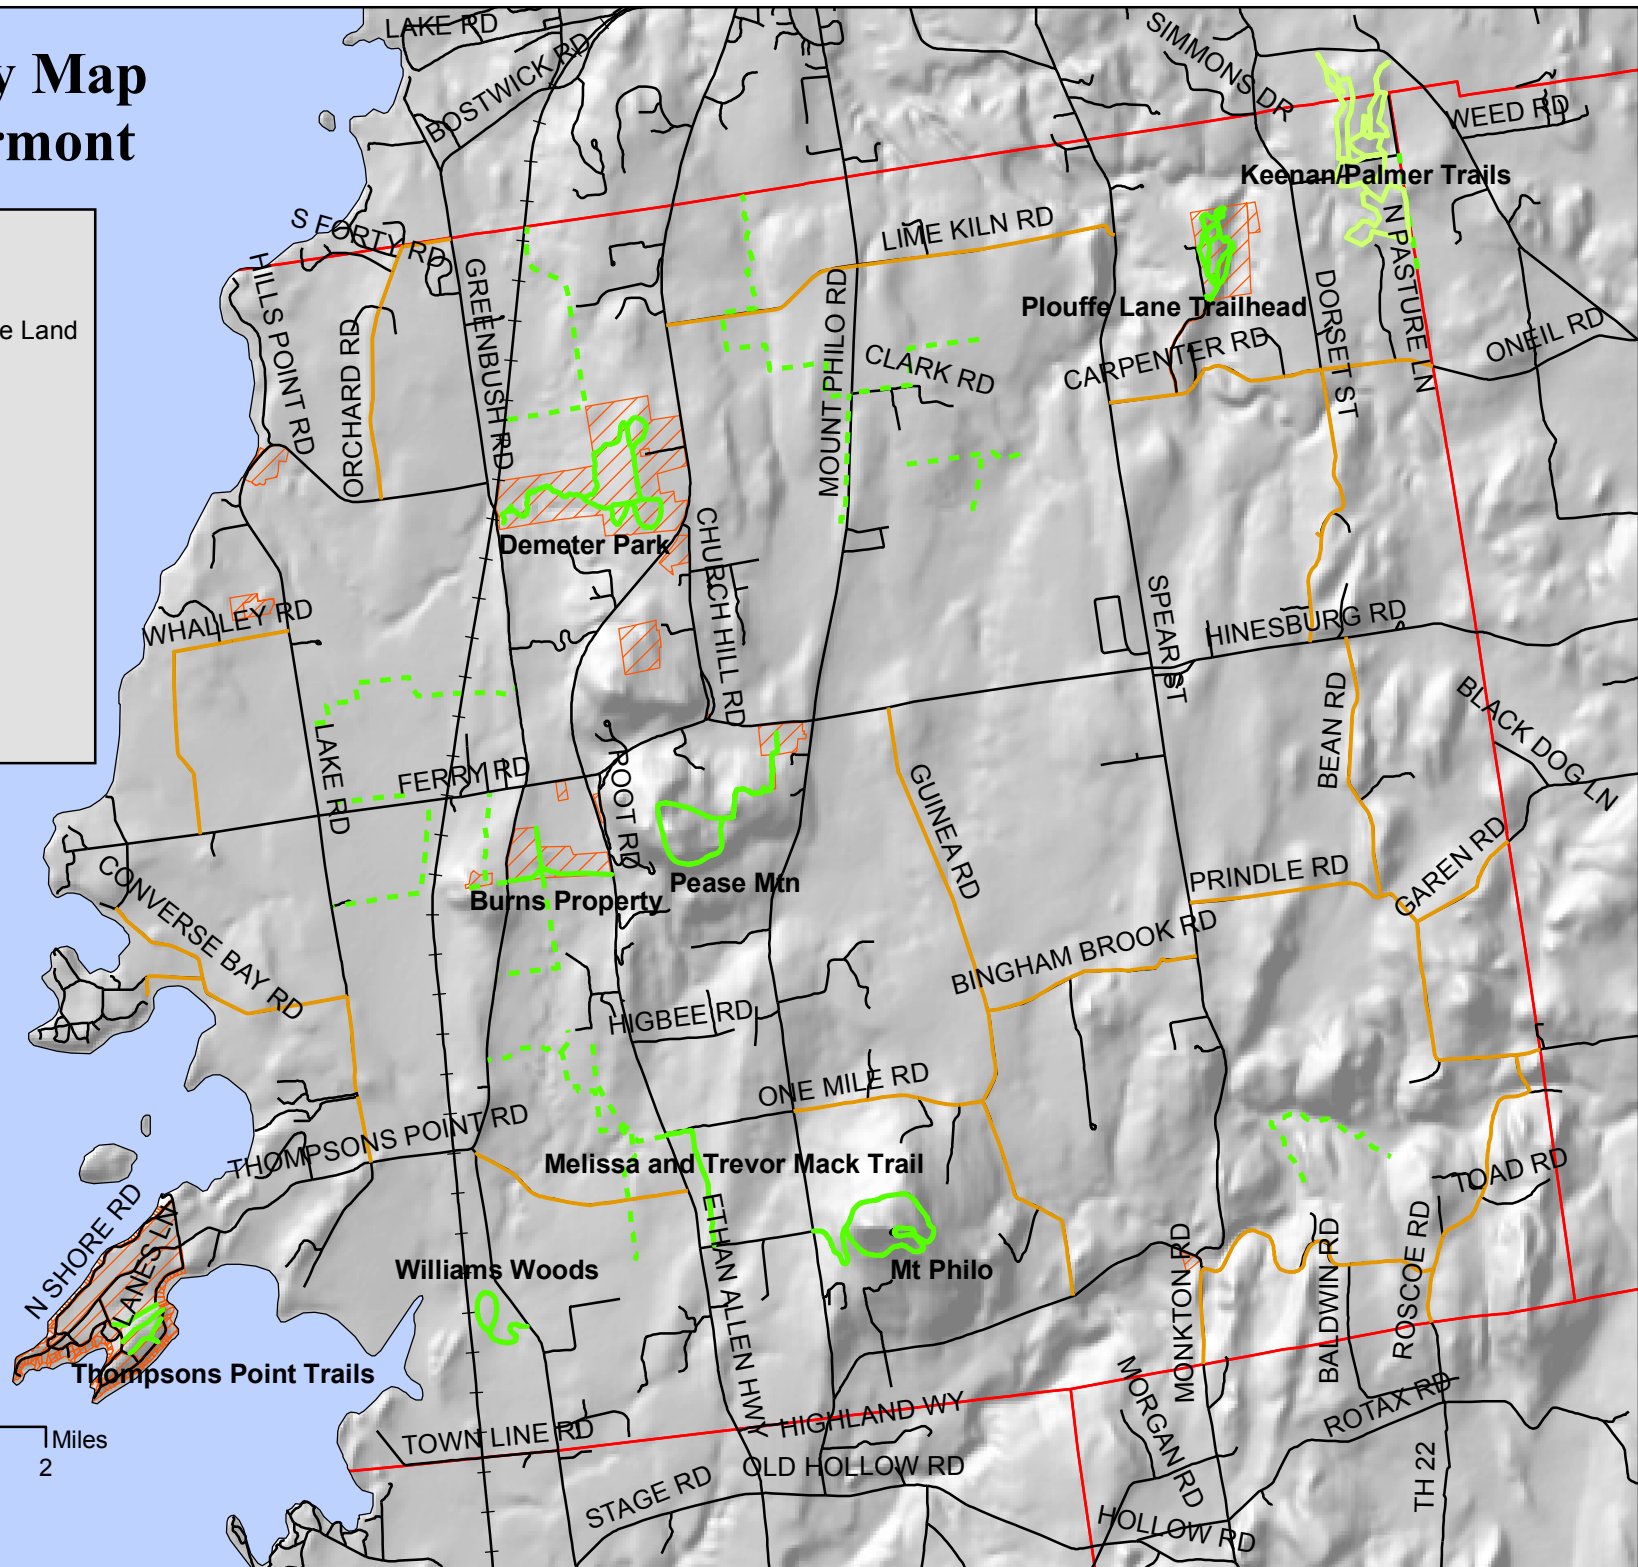 y Map
rmont
e Land
LAKE RD
BOSTWICK RD
SIMMONS DR
WEED RD
Keenan/Palmer Trails
S FORTY RD
LIME KILN RD
N PASTURE LN
HILLS POINT RD
GREENBUSH RD
ORCHARD RD
MOUNT PHILO RD
Plouffe Lane Trailhead
DORSET ST
ONEIL RD
CLARK RD
CARPENTER RD
Demeter Park
CHURCH HILL RD
SPEAR ST
ST
WHALLEY RD
HINESBURG RD
BEAN RD
BLACK DOG LN
LAKE RD
FERRY RD
ROOT RD
GUINEA RD
GAREN RD
PRINDLE RD
CONVERSE BAY RD
Pease Mtn
Burns Property
BINGHAM BROOK RD
HIGBEE RD
ONE MILE RD
THOMPSONS POINT RD
Melissa and Trevor Mack Trail
TOAD RD
N SHORE RD
LANES LN
ETHAN ALLEN HWY
Williams Woods
Mt Philo
MONKTON RD
BALDWIN RD
ROSCOE RD
Thompsons Point Trails
MORGAN RD
ROTAX RD
Miles
2
TOWN LINE RD
HIGHLAND WY
OLD HOLLOW RD
STAGE RD
TH 22
HOLLOW RD